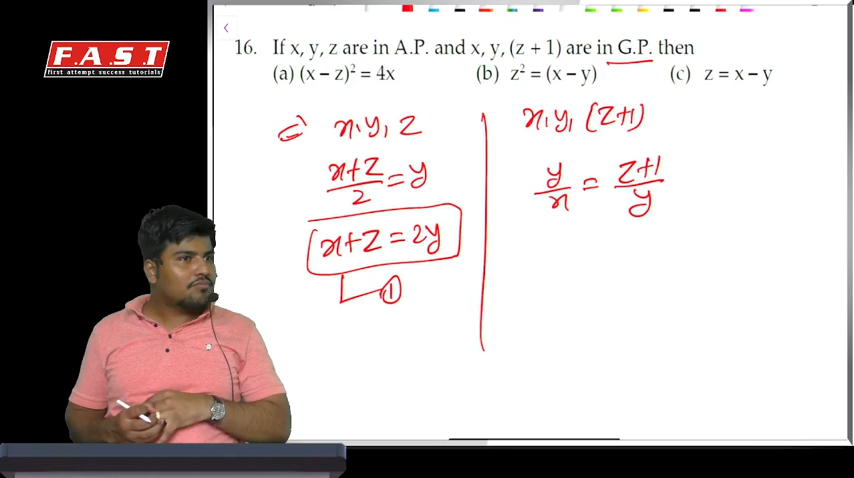 F.A.S.T
first attempt success tutorials
16. If x, y, z are in A.P. and x, y, (z + 1) are in G.P. then
(a) (x – z)² = 4x (b) z² = (x – y) (c) z = x – y
x, y, z
x+z/2 = y
x+z = 2y
①
x, y, (z+1)
y/x = z+1/y